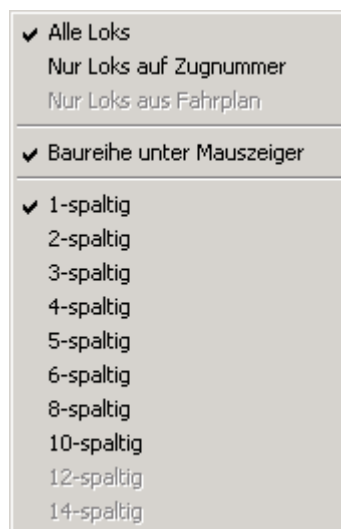 Alle Loks
Nur Loks auf Zugnummer
Nur Loks aus Fahrplan
Baureihe unter Mauszeiger
1-spaltig
2-spaltig
3-spaltig
4-spaltig
5-spaltig
6-spaltig
8-spaltig
10-spaltig
12-spaltig
14-spaltig